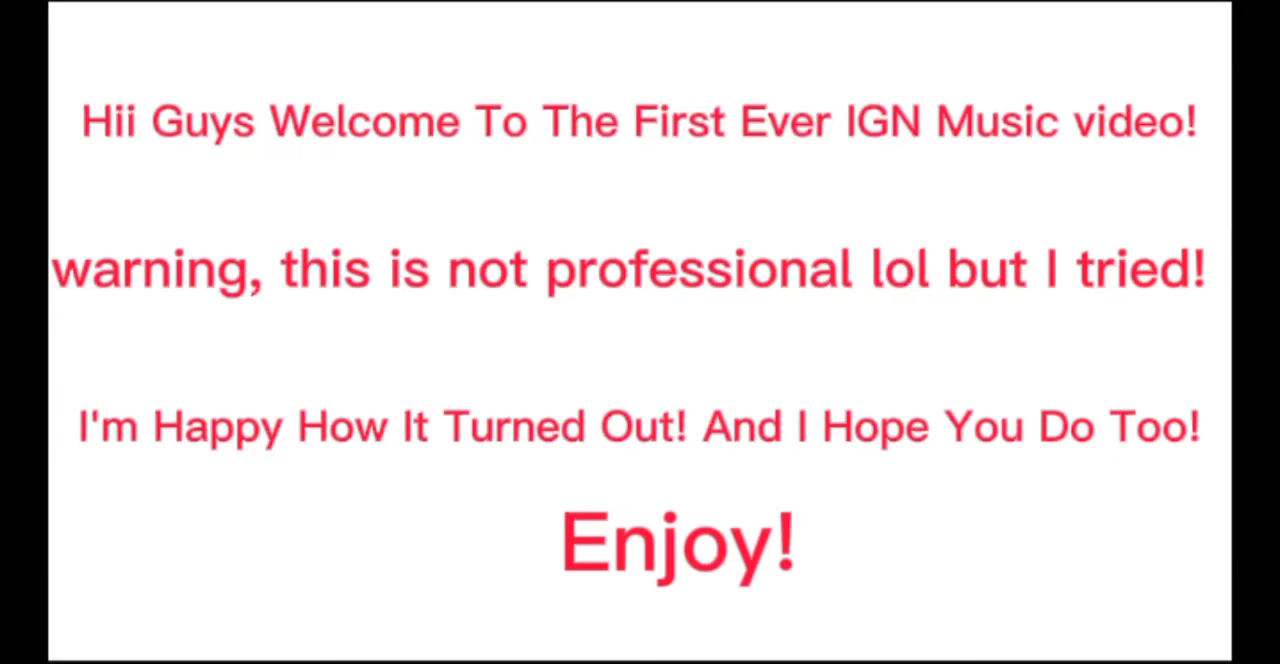 Hii Guys Welcome To The First Ever IGN Music video!
warning, this is not professional lol but I tried!
I'm Happy How It Turned Out! And I Hope You Do Too!
Enjoy!